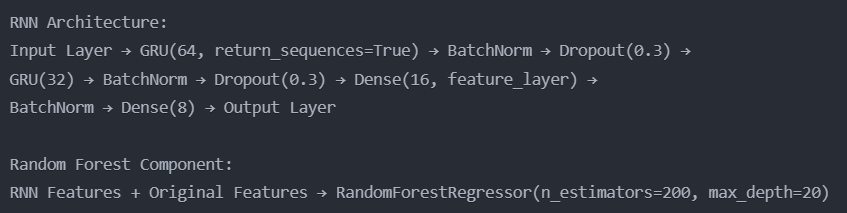 RNN Architecture:
Input Layer → GRU(64, return_sequences=True) → BatchNorm → Dropout(0.3) →
GRU(32) → BatchNorm → Dropout(0.3) → Dense(16, feature_layer) →
BatchNorm → Dense(8) → Output Layer
Random Forest Component:
RNN Features + Original Features → RandomForestRegressor(n_estimators=200, max_depth=20)